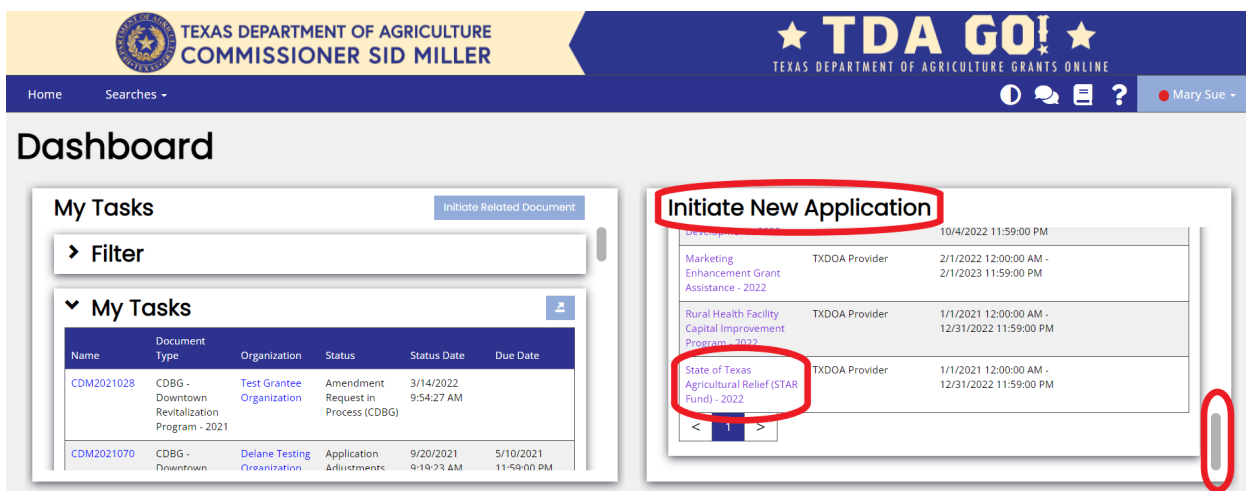 TEXAS DEPARTMENT OF AGRICULTURE
COMMISSIONER SID MILLER
TDA GO!
TEXAS DEPARTMENT OF AGRICULTURE GRANTS ONLINE
Home
Searches
?
Mary Sue
Dashboard
My Tasks
Initiate Related Document
Filter
My Tasks
Name
Document
Type
Organization
Status
Status Date
Due Date
CDM2021028
CDBG -
Downtown
Revitalization
Program - 2021
Test Grantee
Organization
Amendment
Request in
Process (CDBG)
3/14/2022
9:54:27 AM
CDM2021070
CDBG -
Downtown
Delane Testing
Organization
Application
Adjustments
9/20/2021
9:19:23 AM
5/10/2021
11:59:00 PM
Initiate New Application
10/4/2022 11:59:00 PM
Marketing
Enhancement Grant
Assistance - 2022
TXDOA Provider
2/1/2022 12:00:00 AM -
2/1/2023 11:59:00 PM
Rural Health Facility
Capital Improvement
Program - 2022
TXDOA Provider
1/1/2021 12:00:00 AM -
12/31/2022 11:59:00 PM
State of Texas
Agricultural Relief (STAR
Fund) - 2022
TXDOA Provider
1/1/2021 12:00:00 AM -
12/31/2022 11:59:00 PM
< 1 >